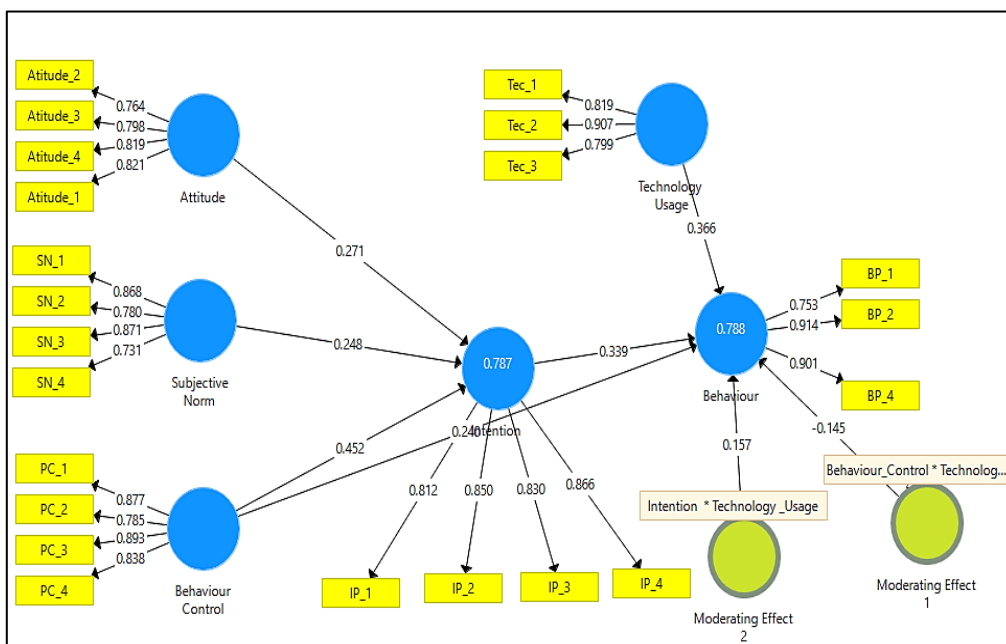 Atitude_2
Atitude_3
Atitude_4
Atitude_1
0.764
0.798
0.819
0.821
Attitude
Tec_1
Tec_2
Tec_3
0.819
0.907
0.799
Technology
Usage
0.366
0.271
SN_1
SN_2
SN_3
SN_4
0.868
0.780
0.871
0.731
Subjective
Norm
0.248
0.787
Intention
0.339
0.788
Behaviour
BP_1
BP_2
BP_4
0.753
0.914
0.901
PC_1
PC_2
PC_3
PC_4
0.877
0.785
0.893
0.838
Behaviour
Control
0.452
0.240
0.812
0.850
0.830
0.866
IP_1
IP_2
IP_3
IP_4
0.157
-0.145
Intention * Technology _Usage
Behaviour_Control * Technolog...
Moderating Effect
2
Moderating Effect
1